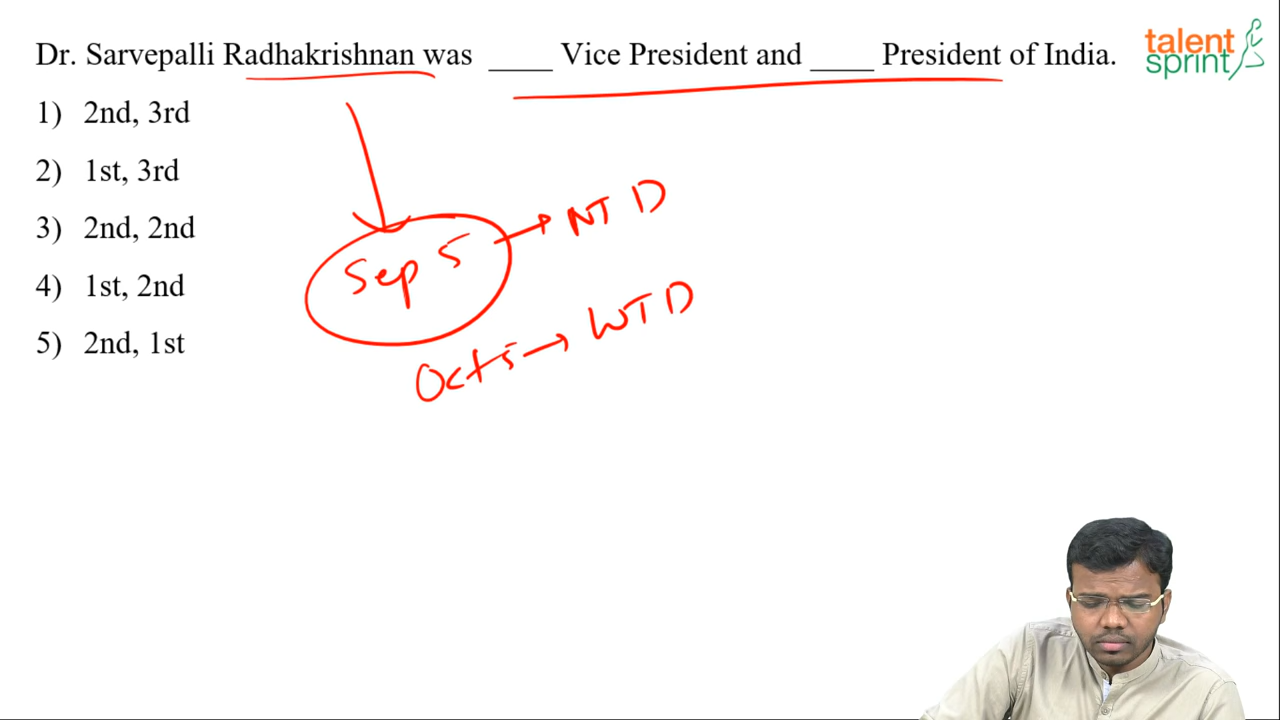 Dr. Sarvepalli Radhakrishnan was ____ Vice President and ____ President of India.
talent
sprint
1) 2nd, 3rd
2) 1st, 3rd
3) 2nd, 2nd
4) 1st, 2nd
5) 2nd, 1st
Sep 5 → NT D
Oct 5 → WTD